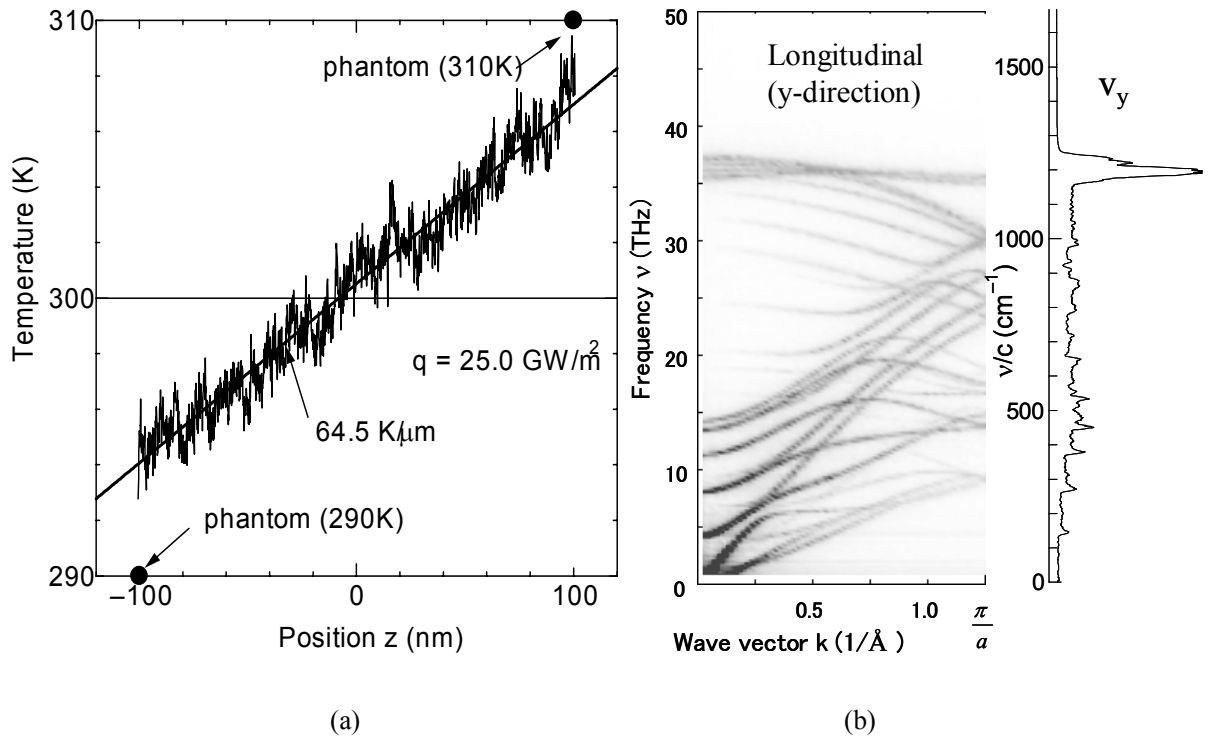 310
300
290
Temperature (K)
phantom (310K)
q = 25.0 GW/m²
64.5 K/μm
phantom (290K)
−100
0
100
Position z (nm)
(a)
50
40
30
20
10
0
Frequency ν (THz)
Longitudinal
(y-direction)
0.5
1.0
π
a
Wave vector k (1/Å)
1500
1000
500
0
ν/c (cm⁻¹)
vy
(b)